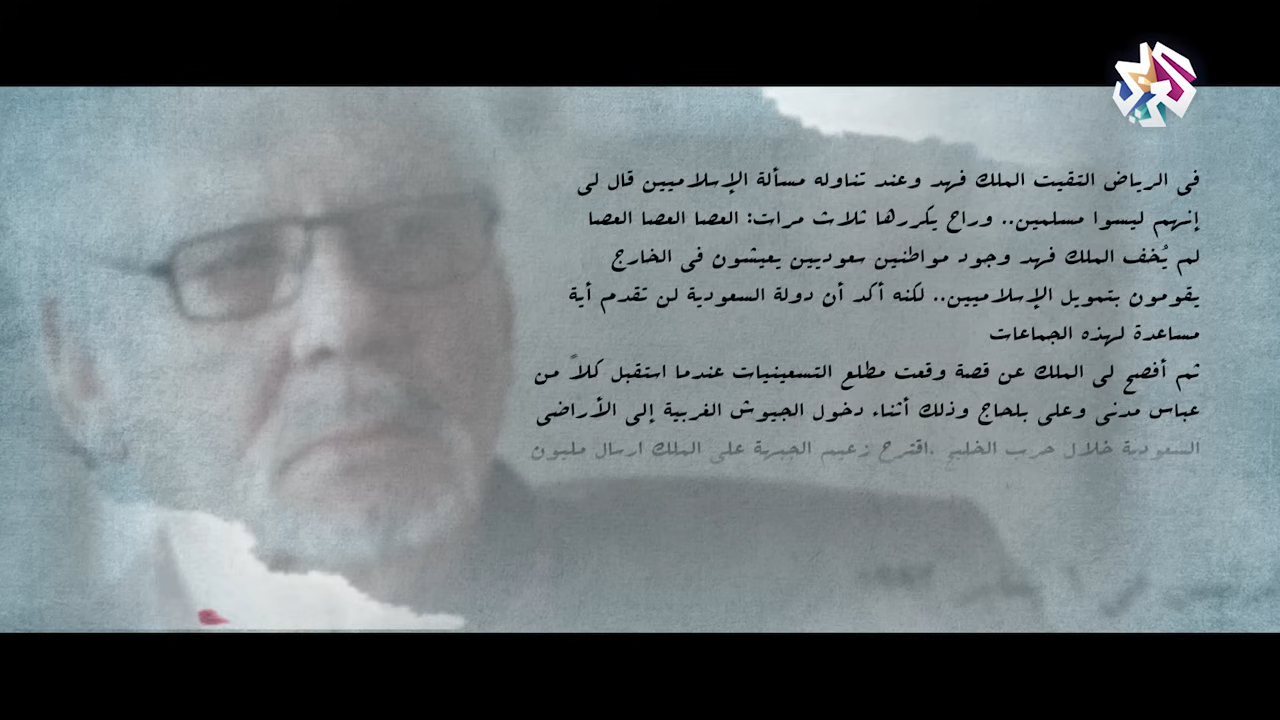 فى الرياض التقيت الملك فهد وعند تناوله مسألة الإسلاميين قال لى
إنهم ليسوا مسلمين.. وراح يكررها ثلاث مرات: العصا العصا العصا
لم يُخف الملك فهد وجود مواطنين سعوديين يعيشون فى الخارج
يقومون بتمويل الإسلاميين.. لكنه أكد أن دولة السعودية لن تقدم أية
مساعدة لهذه الجماعات
ثم أفصح لى الملك عن قصة وقعت مطلع التسعينيات عندما استقبل كلاً من
عباس مدنى وعلى بلحاج وذلك أثناء دخول الجيوش الغربية إلى الأراضى
السعودية خلال حرب الخليج .اقترح زعيم الجبهة على الملك ارسال مليون